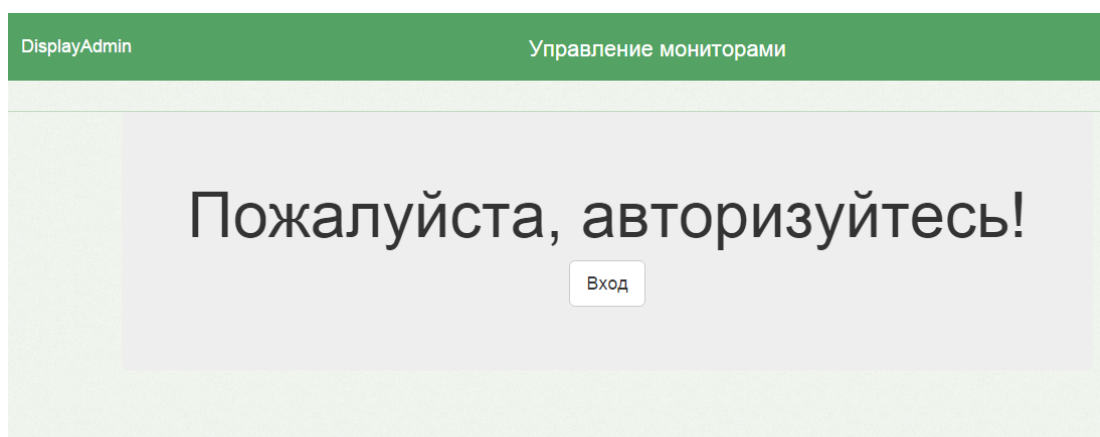 DisplayAdmin
Управление мониторами
Пожалуйста, авторизуйтесь!
Вход